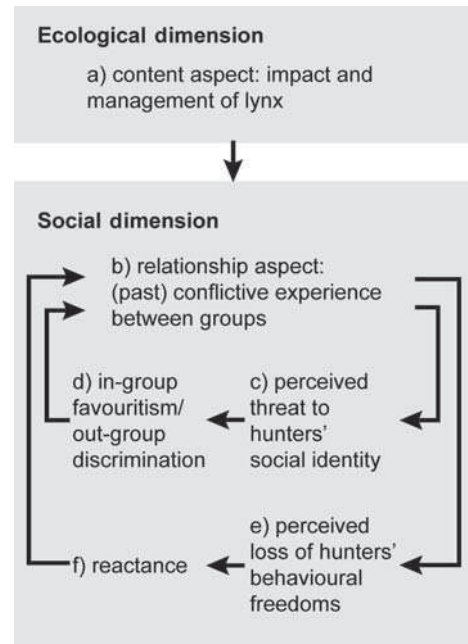 Ecological dimension
a) content aspect: impact and
management of lynx
Social dimension
b) relationship aspect:
(past) conflictive experience
between groups
d) in-group
favouritism/
out-group
discrimination
c) perceived
threat to
hunters'
social identity
f) reactance
e) perceived
loss of hunters'
behavioural
freedoms